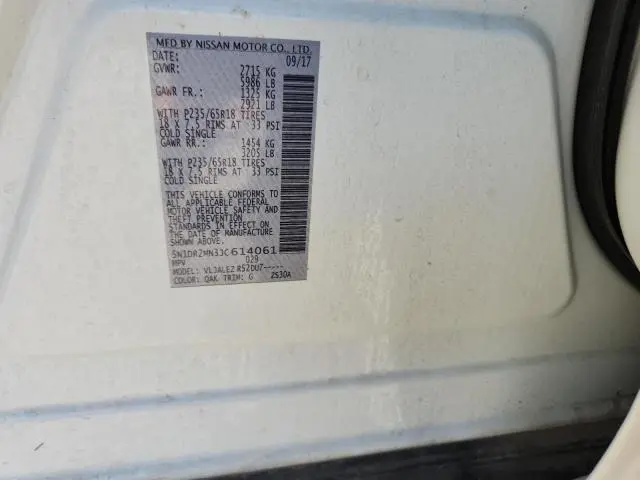 MFD BY NISSAN MOTOR CO., LTD.
DATE: 09/17
GVWR: 2715 KG
5986 LB
GAWR FR.: 1325 KG
2921 LB
WITH P235/65R18 TIRES
18 X 7.5 RIMS AT 33 PSI
COLD SINGLE
GAWR RR.: 1454 KG
3205 LB
WITH P235/65R18 TIRES
18 X 7.5 RIMS AT 33 PSI
COLD SINGLE
THIS VEHICLE CONFORMS TO
ALL APPLICABLE FEDERAL
MOTOR VEHICLE SAFETY AND
THEFT PREVENTION
STANDARDS IN EFFECT ON
THE DATE OF MANUFACTURE
5N1DR2MN3JC614061
MPV 029
MODEL: VL3ALEZ R52DU7-----
COLOR: QAK TRIM: G 2S30A